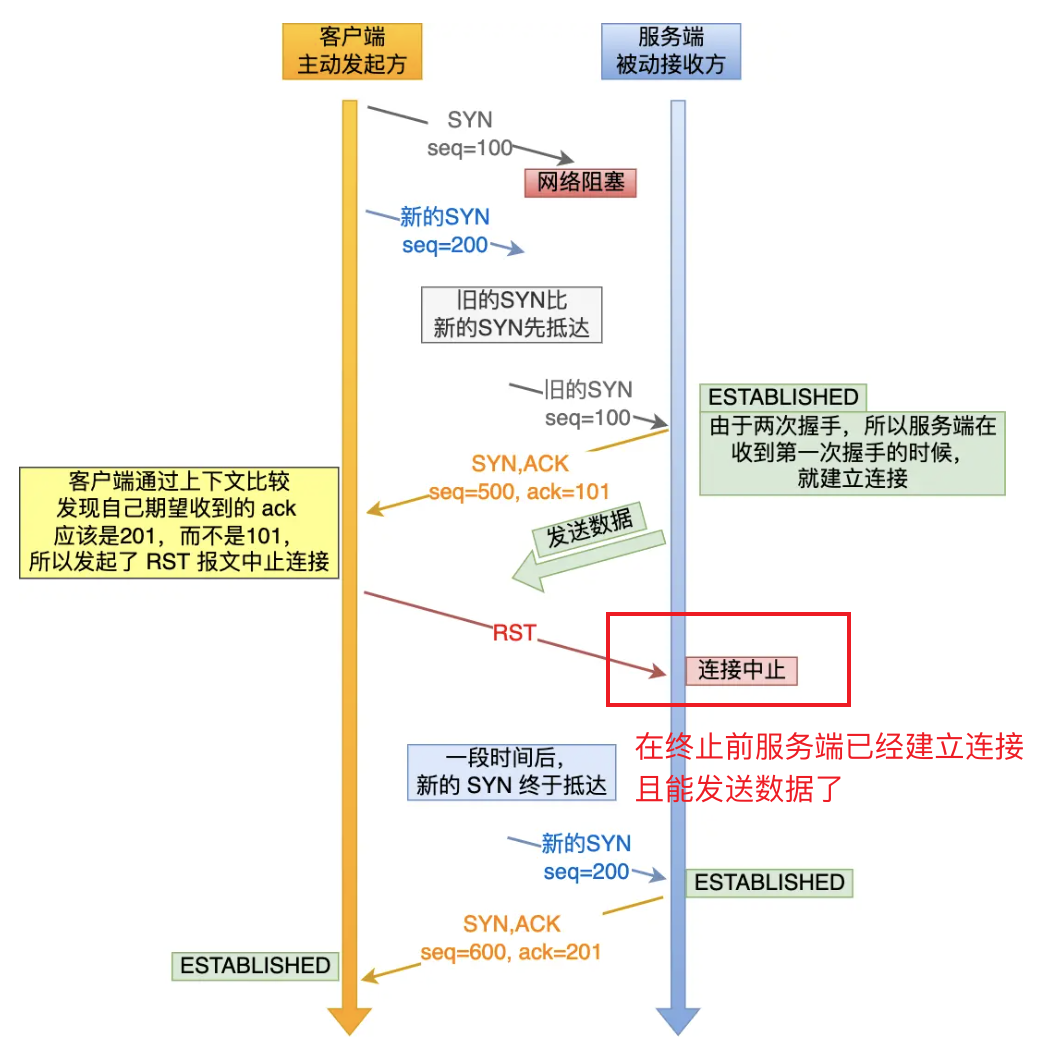 客户端
主动发起方
服务端
被动接收方
SYN
seq=100
网络阻塞
新的SYN
seq=200
旧的SYN比
新的SYN先抵达
旧的SYN
seq=100
ESTABLISHED
由于两次握手，所以服务端在
收到第一次握手的时候，
就建立连接
SYN,ACK
seq=500, ack=101
客户端通过上下文比较
发现自己期望收到的 ack
应该是201，而不是101，
所以发起了 RST 报文中止连接
发送数据
RST
连接中止
在终止前服务端已经建立连接
且能发送数据了
一段时间后，
新的 SYN 终于抵达
新的SYN
seq=200
ESTABLISHED
SYN,ACK
seq=600, ack=201
ESTABLISHED